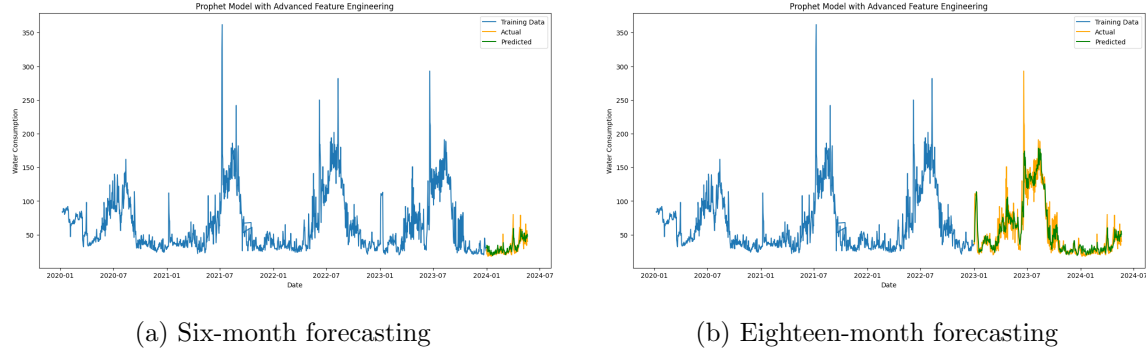 Prophet Model with Advanced Feature Engineering
Training Data
Actual
Predicted
350
300
250
200
150
100
50
Water Consumption
2020-01
2020-07
2021-01
2021-07
2022-01
2022-07
2023-01
2023-07
2024-01
2024-07
Date
(a) Six-month forecasting
Prophet Model with Advanced Feature Engineering
Training Data
Actual
Predicted
350
300
250
200
150
100
50
Water Consumption
2020-01
2020-07
2021-01
2021-07
2022-01
2022-07
2023-01
2023-07
2024-01
2024-07
Date
(b) Eighteen-month forecasting